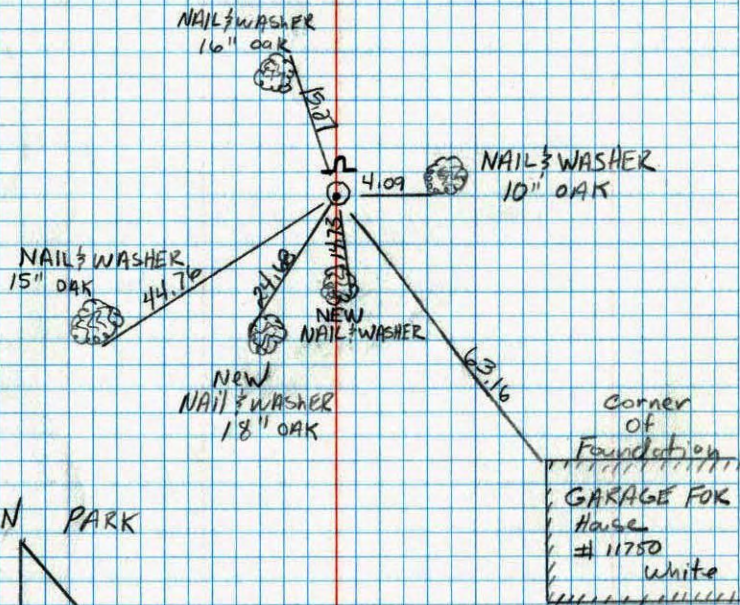 NAIL & WASHER
16" OAK
15.27
4.09
NAIL & WASHER
10" OAK
NAIL & WASHER
15" OAK
44.76
24.68
14.75
NEW
NAIL & WASHER
New
NAil & WASHER
18" OAK
63.16
Corner
OF
Foundation
GARAGE FOR
House
# 11750
White
N PARK